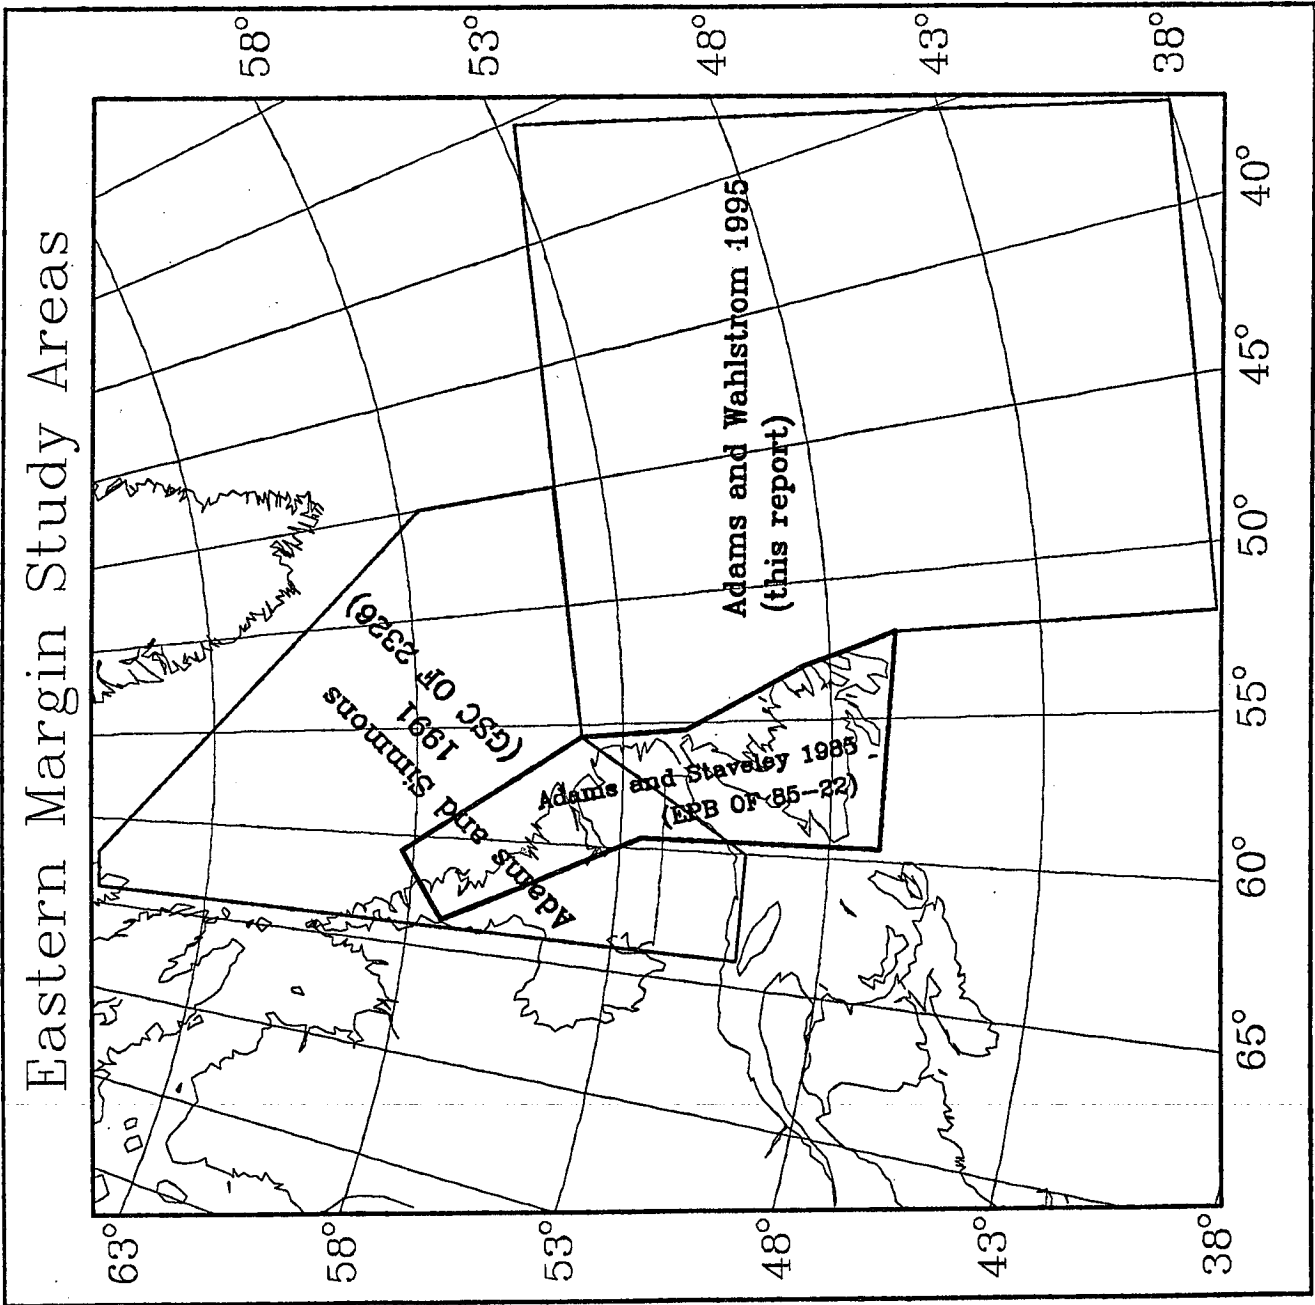 Eastern Margin Study Areas
63°
58°
53°
48°
43°
38°
58°
53°
48°
43°
38°
Adams and Simmons
1991
(GSC OF 2326)
Adams and Staveley 1985
(EPB OF 85-22)
Adams and Wahlstrom 1995
(this report)
65°
60°
55°
50°
45°
40°